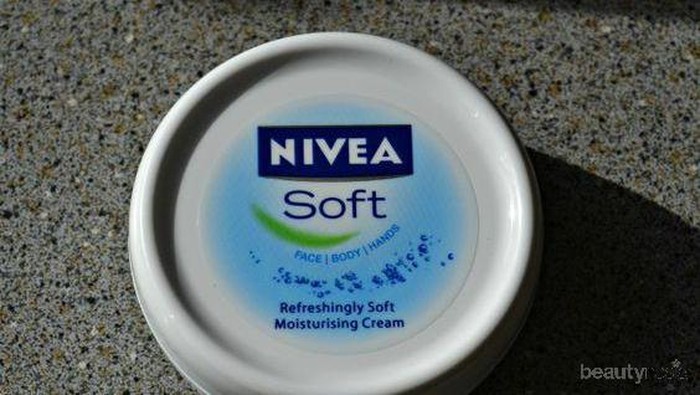 NIVEA
Soft
FACE | BODY | HANDS
Refreshingly Soft
Moisturising Cream